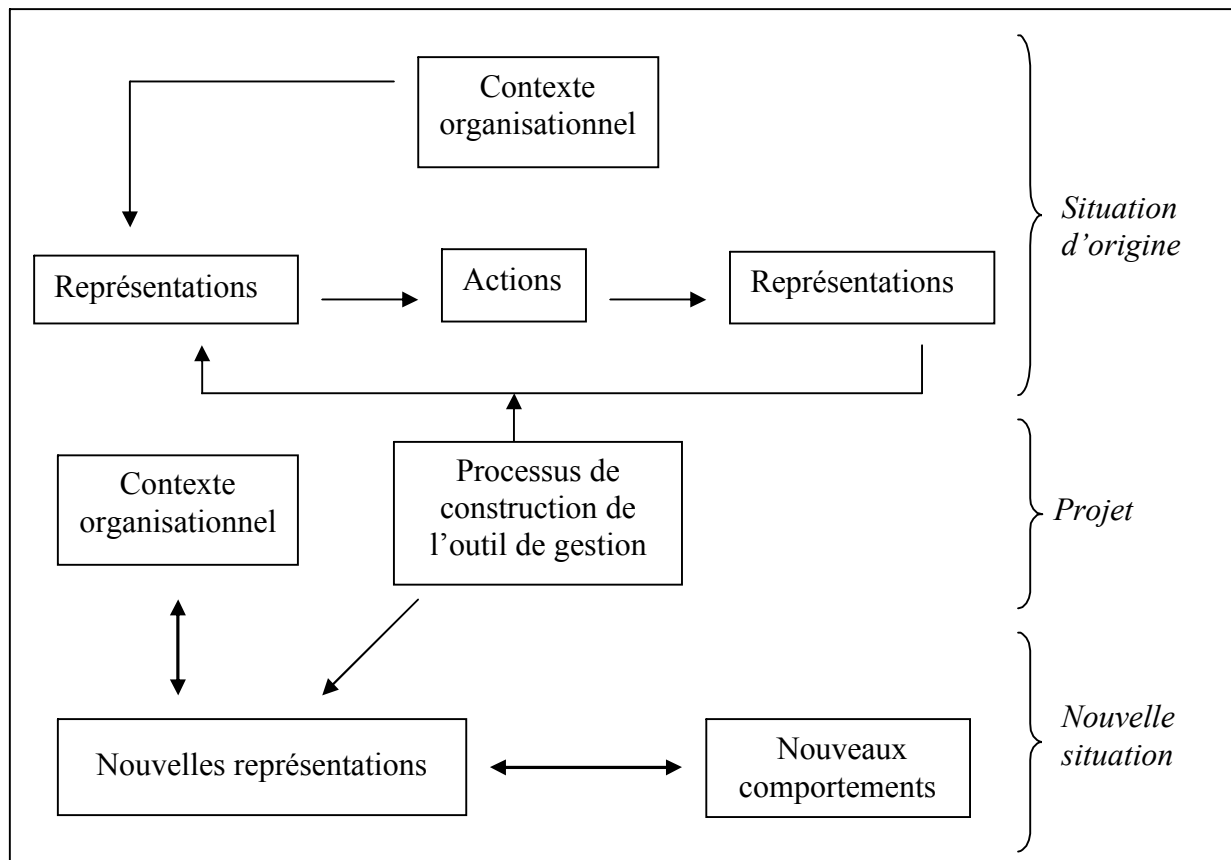 Contexte
organisationnel
Situation
d’origine
Représentations
Actions
Représentations
Contexte
organisationnel
Processus de
construction de
l’outil de gestion
Projet
Nouvelles représentations
Nouveaux
comportements
Nouvelle
situation